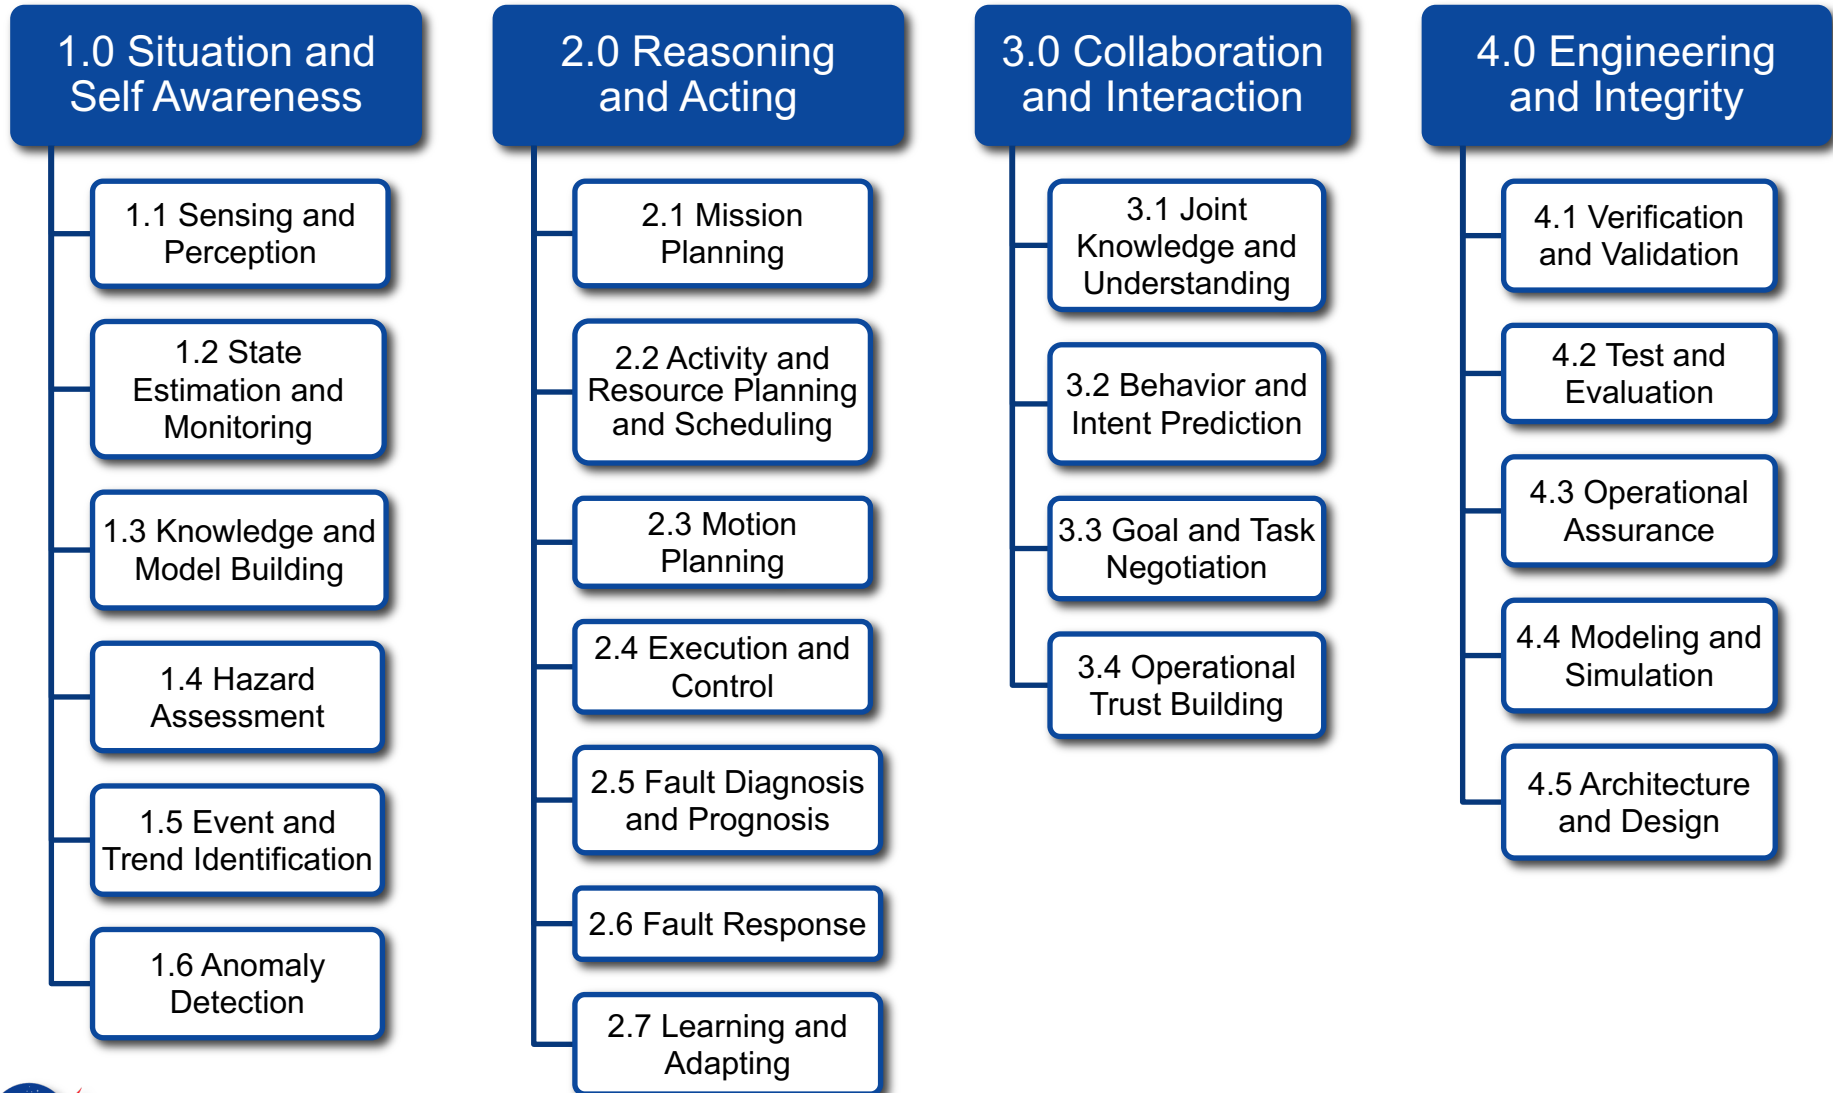 1.0 Situation and
Self Awareness
1.1 Sensing and
Perception
1.2 State
Estimation and
Monitoring
1.3 Knowledge and
Model Building
1.4 Hazard
Assessment
1.5 Event and
Trend Identification
1.6 Anomaly
Detection
2.0 Reasoning
and Acting
2.1 Mission
Planning
2.2 Activity and
Resource Planning
and Scheduling
2.3 Motion
Planning
2.4 Execution and
Control
2.5 Fault Diagnosis
and Prognosis
2.6 Fault Response
2.7 Learning and
Adapting
3.0 Collaboration
and Interaction
3.1 Joint
Knowledge and
Understanding
3.2 Behavior and
Intent Prediction
3.3 Goal and Task
Negotiation
3.4 Operational
Trust Building
4.0 Engineering
and Integrity
4.1 Verification
and Validation
4.2 Test and
Evaluation
4.3 Operational
Assurance
4.4 Modeling and
Simulation
4.5 Architecture
and Design